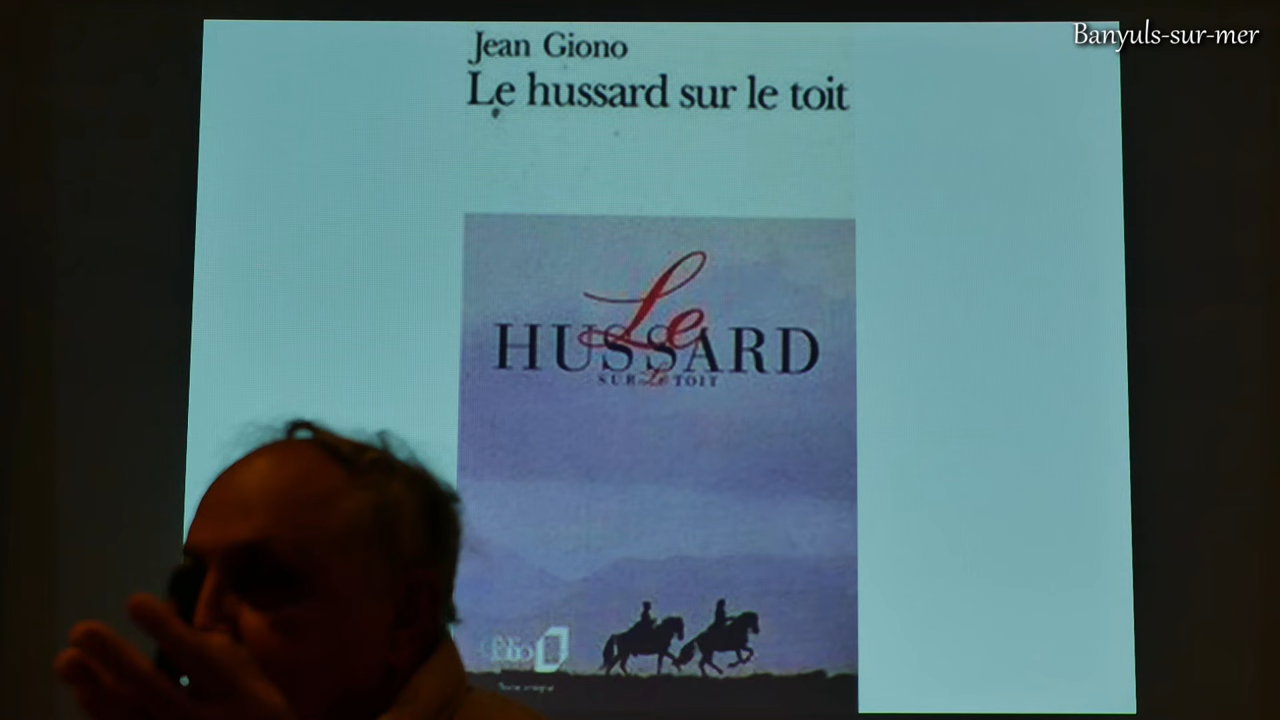 Banyuls-sur-mer
Jean Giono
Le hussard sur le toit
Le
HUSSARD
SUR Le TOIT
folio